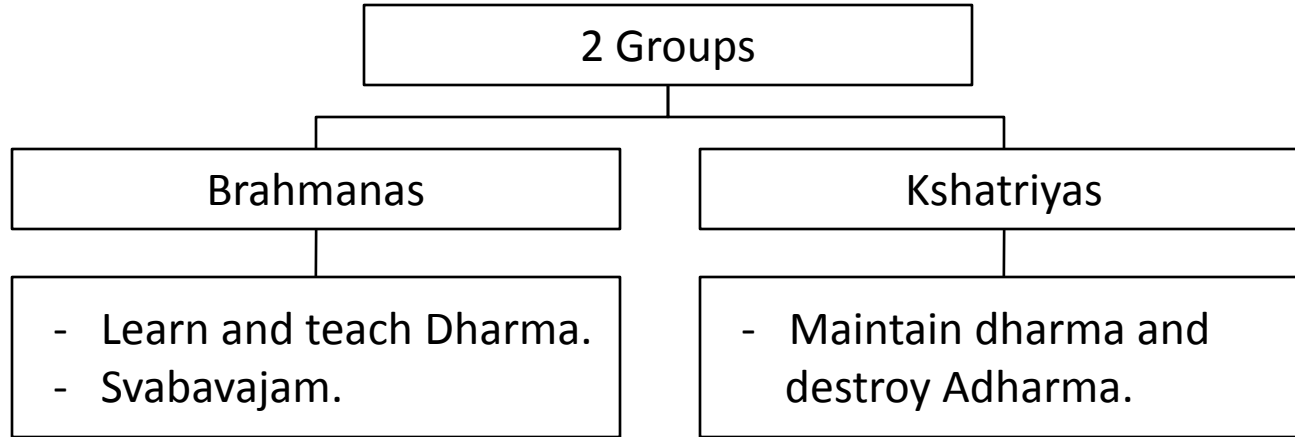 2 Groups
Brahmanas
Kshatriyas
- Learn and teach Dharma.
- Svabavajam.
- Maintain dharma and
destroy Adharma.